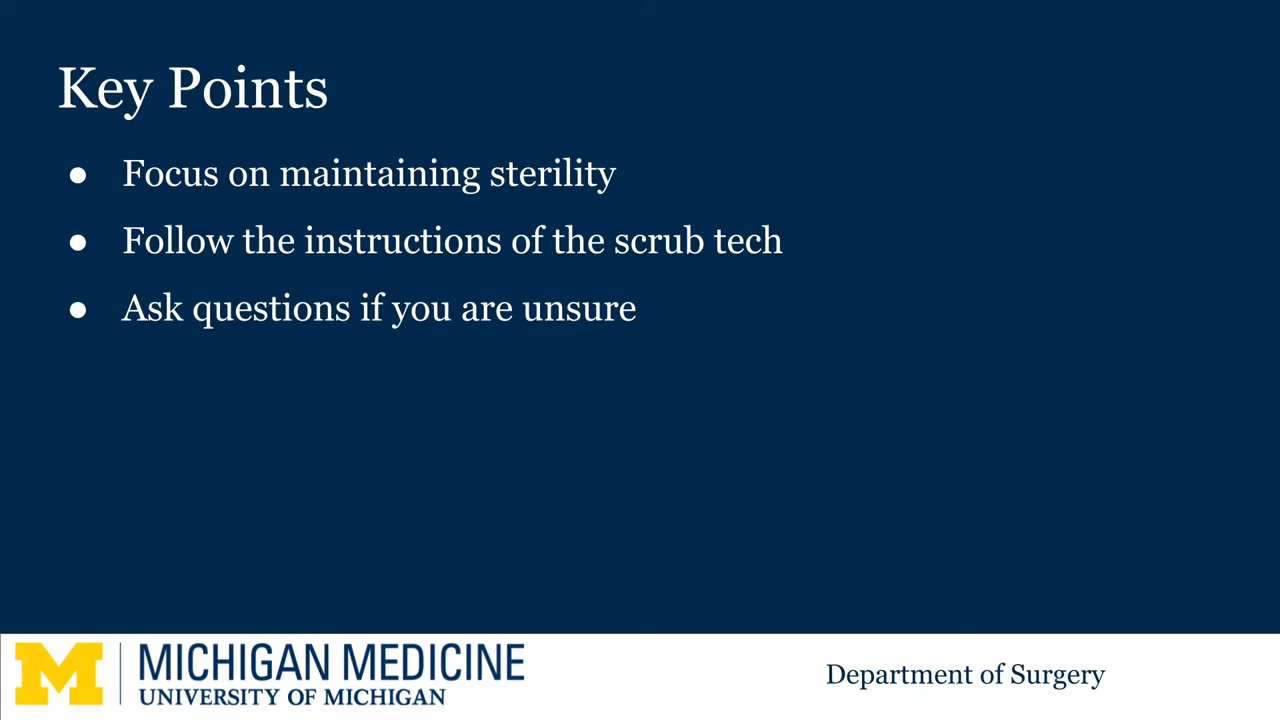 Key Points
● Focus on maintaining sterility
● Follow the instructions of the scrub tech
● Ask questions if you are unsure
M
MICHIGAN MEDICINE
UNIVERSITY OF MICHIGAN
Department of Surgery